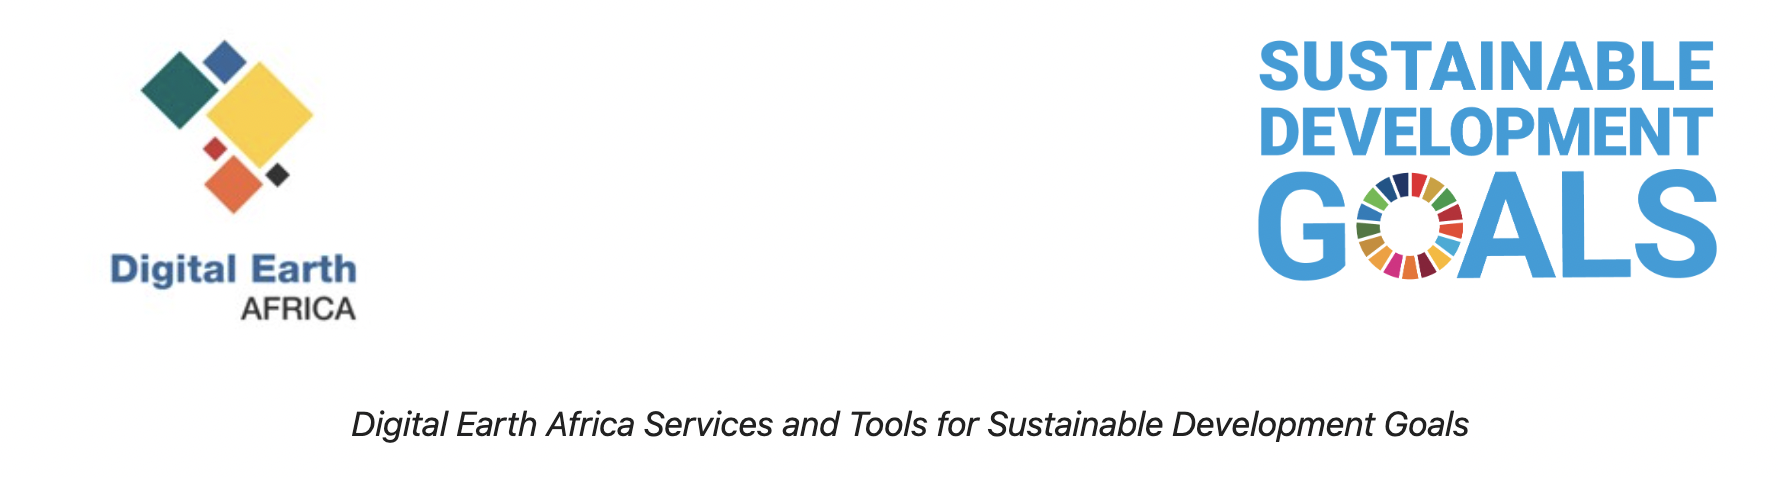 Digital Earth
AFRICA
SUSTAINABLE
DEVELOPMENT
GOALS
Digital Earth Africa Services and Tools for Sustainable Development Goals